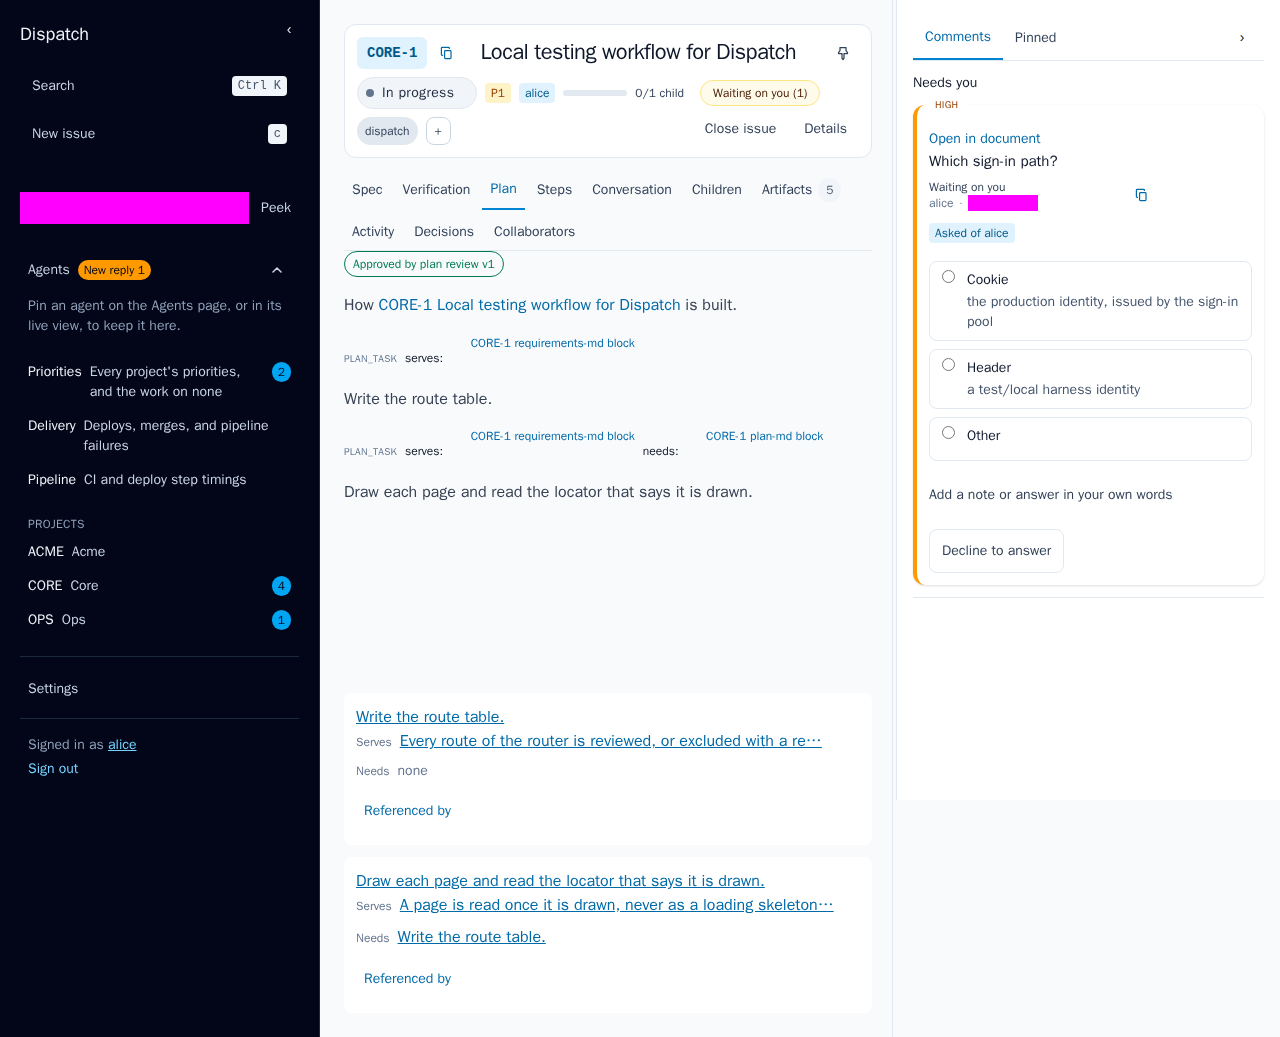 Dispatch
Search
Ctrl K
New issue
C
Peek
Agents
New reply 1
Pin an agent on the Agents page, or in its
live view, to keep it here.
Priorities
Every project's priorities,
and the work on none
2
Delivery
Deploys, merges, and pipeline
failures
Pipeline
CI and deploy step timings
PROJECTS
ACME Acme
CORE Core
4
OPS Ops
1
Settings
Signed in as alice
Sign out
CORE-1
Local testing workflow for Dispatch
In progress
P1
alice
0/1 child
Waiting on you (1)
dispatch
+
Close issue
Details
Spec
Verification
Plan
Steps
Conversation
Children
Artifacts
5
Activity
Decisions
Collaborators
Approved by plan review v1
How CORE-1 Local testing workflow for Dispatch is built.
CORE-1 requirements-md block
PLAN_TASK serves:
Write the route table.
CORE-1 requirements-md block
CORE-1 plan-md block
PLAN_TASK serves:
needs:
Draw each page and read the locator that says it is drawn.
Write the route table.
Serves Every route of the router is reviewed, or excluded with a re…
Needs none
Referenced by
Draw each page and read the locator that says it is drawn.
Serves A page is read once it is drawn, never as a loading skeleton…
Needs Write the route table.
Referenced by
Comments
Pinned
Needs you
HIGH
Open in document
Which sign-in path?
Waiting on you
alice ·
Asked of alice
Cookie
the production identity, issued by the sign-in
pool
Header
a test/local harness identity
Other
Add a note or answer in your own words
Decline to answer